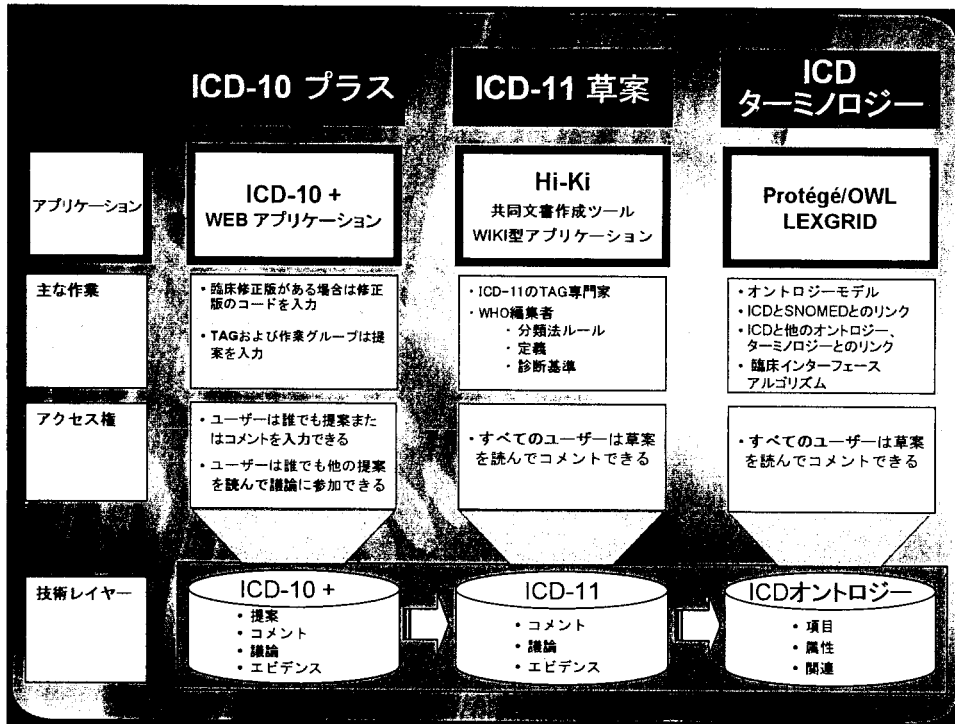 ICD-10 プラス
ICD-11 草案
ICD
ターミノロジー
アプリケーション
ICD-10 +
WEB アプリケーション
Hi-Ki
共同文書作成ツール
WIKI型アプリケーション
Protégé/OWL
LEXGRID
主な作業
・臨床修正版がある場合は修正
版のコードを入力
・TAGおよび作業グループは提
案を入力
・ICD-11のTAG専門家
・WHO編集者
・分類法ルール
・定義
・診断基準
・オントロジーモデル
・ICDとSNOMEDとのリンク
・ICDと他のオントロジー、
ターミノロジーとのリンク
・臨床インターフェース
アルゴリズム
アクセス権
・ユーザーは誰でも提案また
はコメントを入力できる
・ユーザーは誰でも他の提案
を読んで議論に参加できる
・すべてのユーザーは草案
を読んでコメントできる
・すべてのユーザーは草案
を読んでコメントできる
技術レイヤー
ICD-10 +
・提案
・コメント
・議論
・エビデンス
ICD-11
・コメント
・議論
・エビデンス
ICDオントロジー
・項目
・属性
・関連